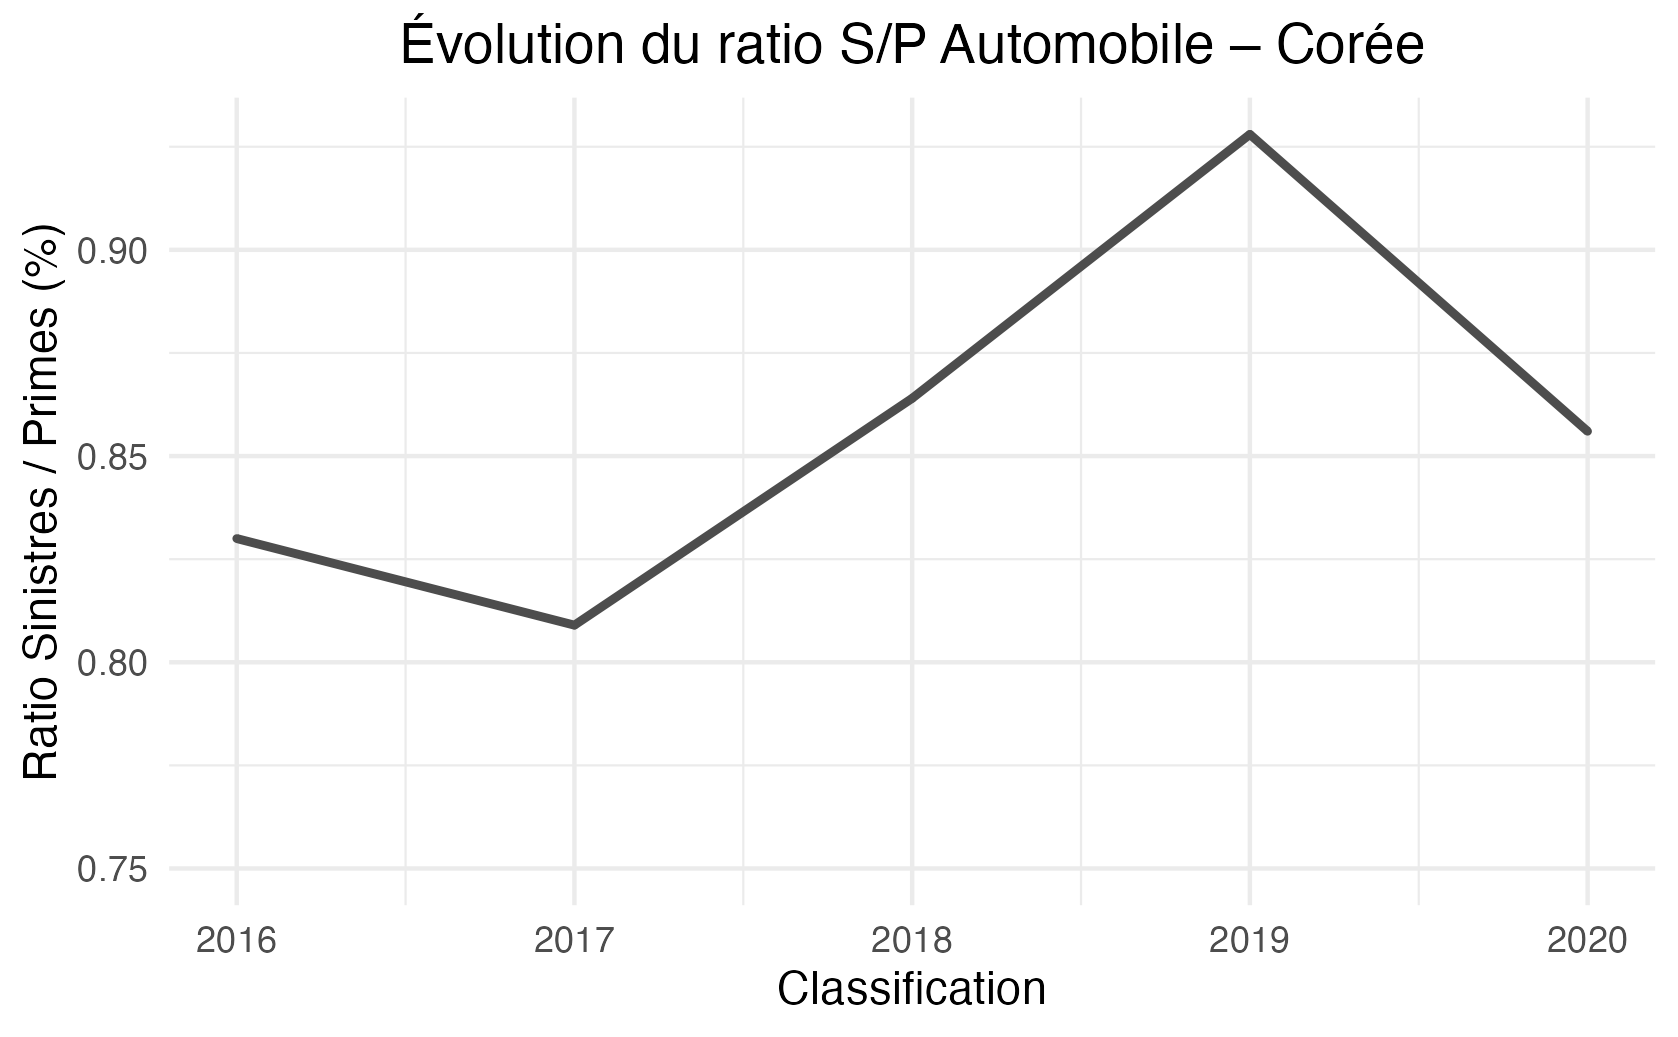 Évolution du ratio S/P Automobile – Corée
Ratio Sinistres / Primes (%)
0.90
0.85
0.80
0.75
2016 2017 2018 2019 2020
Classification